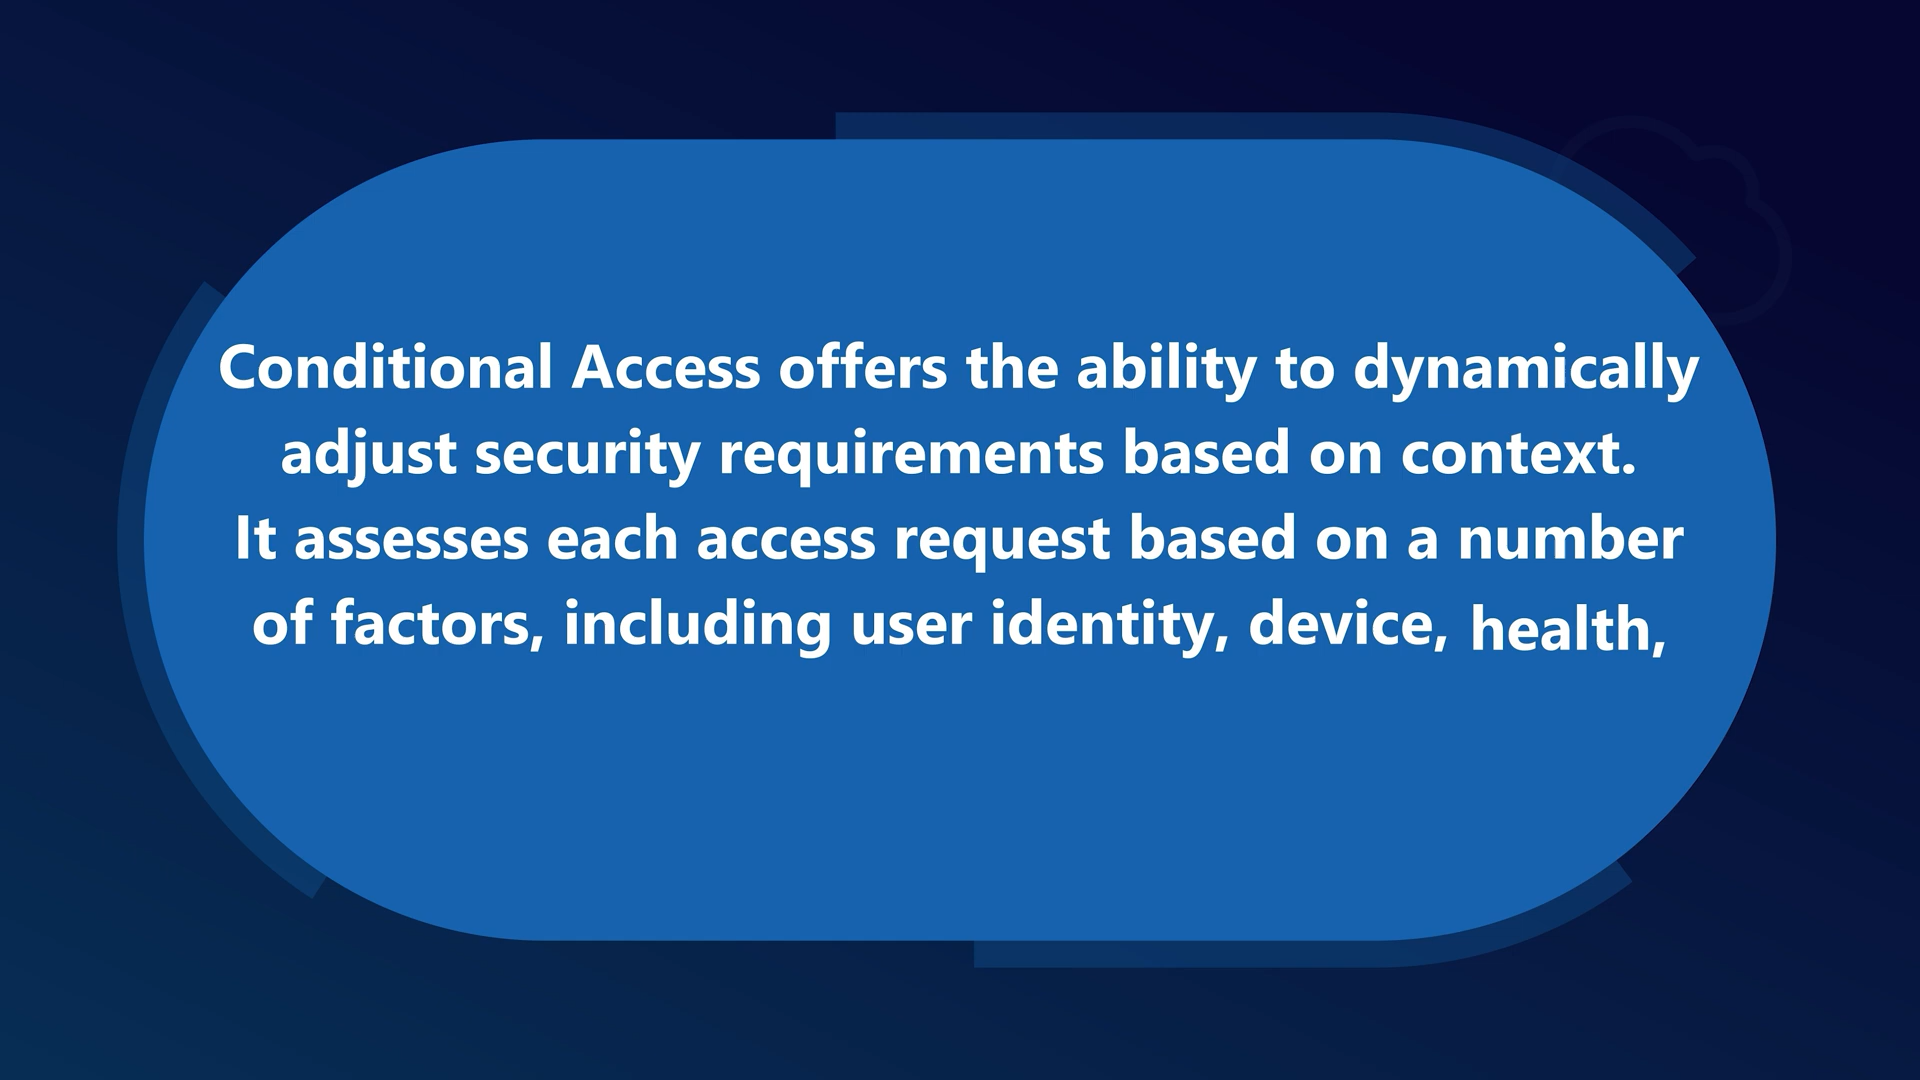 Conditional Access offers the ability to dynamically
adjust security requirements based on context.
It assesses each access request based on a number
of factors, including user identity, device, health,